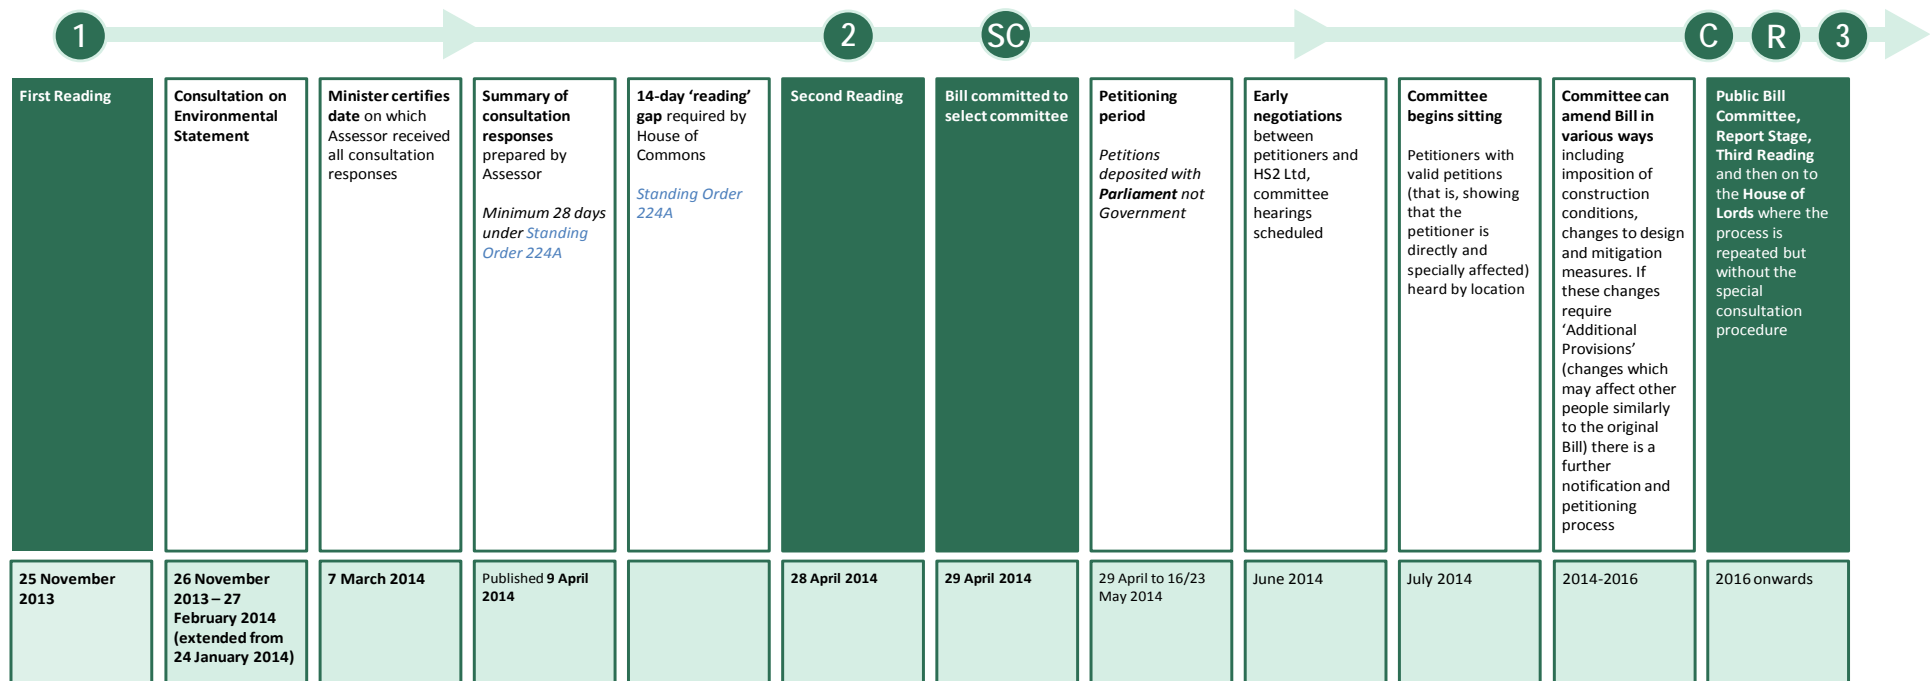 1
2
SC
C
R
3
First Reading
Consultation on
Environmental
Statement
Minister certifies
date on which
Assessor received
all consultation
responses
Summary of
consultation
responses
prepared by
Assessor
Minimum 28 days
under Standing
Order 224A
14-day ‘reading’
gap required by
House of
Commons
Standing Order
224A
Second Reading
Bill committed to
select committee
Petitioning
period
Petitions
deposited with
Parliament not
Government
Early
negotiations
between
petitioners and
HS2 Ltd,
committee
hearings
scheduled
Committee
begins sitting
Petitioners with
valid petitions
(that is, showing
that the
petitioner is
directly and
specially affected)
heard by location
Committee can
amend Bill in
various ways
including
imposition of
construction
conditions,
changes to design
and mitigation
measures. If
these changes
require
‘Additional
Provisions’
(changes which
may affect other
people similarly
to the original
Bill) there is a
further
notification and
petitioning
process
Public Bill
Committee,
Report Stage,
Third Reading
and then on to
the House of
Lords where the
process is
repeated but
without the
special
consultation
procedure
25 November
2013
26 November
2013 – 27
February 2014
(extended from
24 January 2014)
7 March 2014
Published 9 April
2014
28 April 2014
29 April 2014
29 April to 16/23
May 2014
June 2014
July 2014
2014-2016
2016 onwards